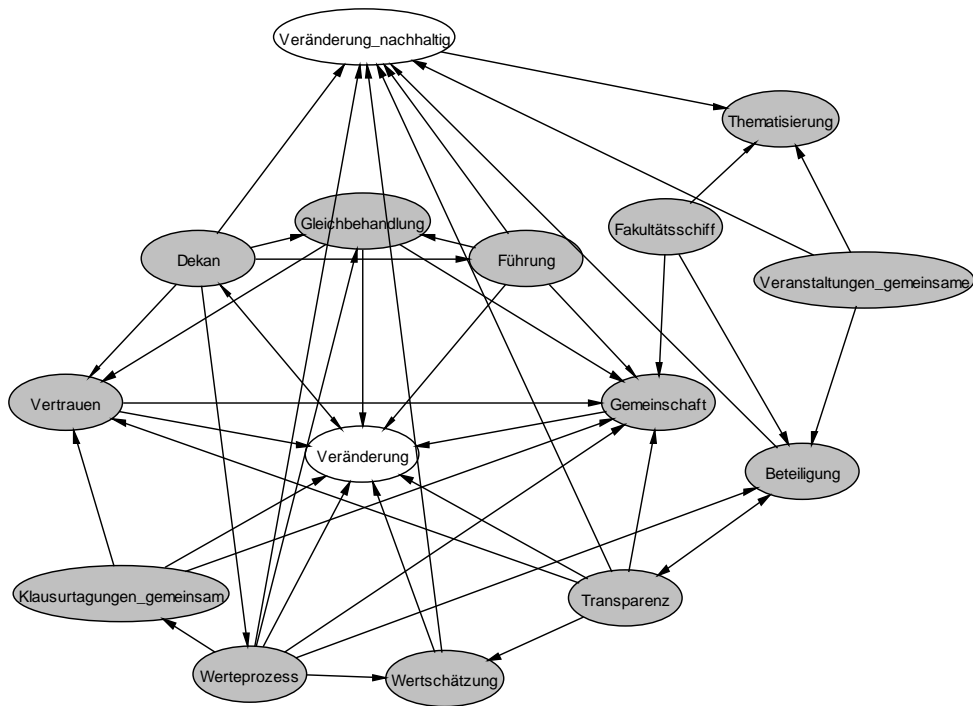 Veränderung_nachhaltig
Thematisierung
Gleichbehandlung
Fakultätsschiff
Dekan
Führung
Veranstaltungen_gemeinsame
Vertrauen
Gemeinschaft
Veränderung
Beteiligung
Klausurtagungen_gemeinsam
Transparenz
Werteprozess
Wertschätzung